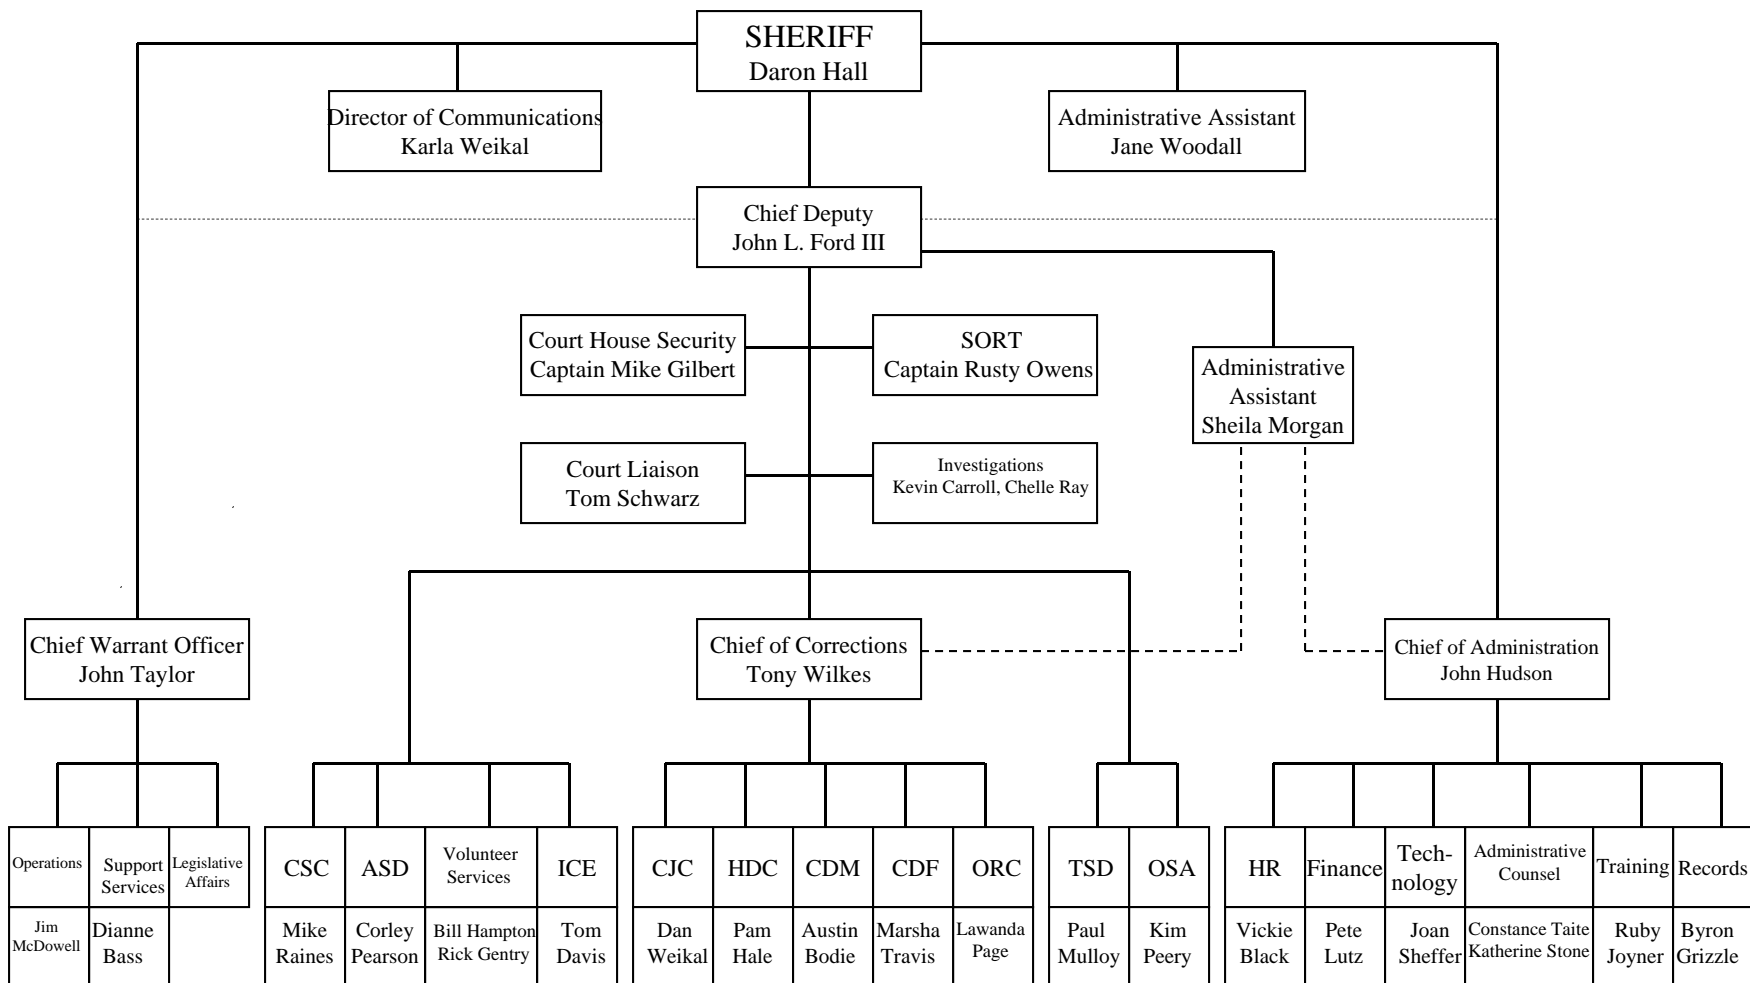 SHERIFF
Daron Hall
Director of Communications
Karla Weikal
Administrative Assistant
Jane Woodall
Chief Deputy
John L. Ford III
Court House Security
Captain Mike Gilbert
SORT
Captain Rusty Owens
Administrative
Assistant
Sheila Morgan
Court Liaison
Tom Schwarz
Investigations
Kevin Carroll, Chelle Ray
Chief Warrant Officer
John Taylor
Chief of Corrections
Tony Wilkes
Chief of Administration
John Hudson
Operations
Support
Services
Legislative
Affairs
CSC
ASD
Volunteer
Services
ICE
CJC
HDC
CDM
CDF
ORC
TSD
OSA
HR
Finance
Tech-
nology
Administrative
Counsel
Training
Records
Jim
McDowell
Dianne
Bass
Mike
Raines
Corley
Pearson
Bill Hampton
Rick Gentry
Tom
Davis
Dan
Weikal
Pam
Hale
Austin
Bodie
Marsha
Travis
Lawanda
Page
Paul
Mulloy
Kim
Peery
Vickie
Black
Pete
Lutz
Joan
Sheffer
Constance Taite
Katherine Stone
Ruby
Joyner
Byron
Grizzle